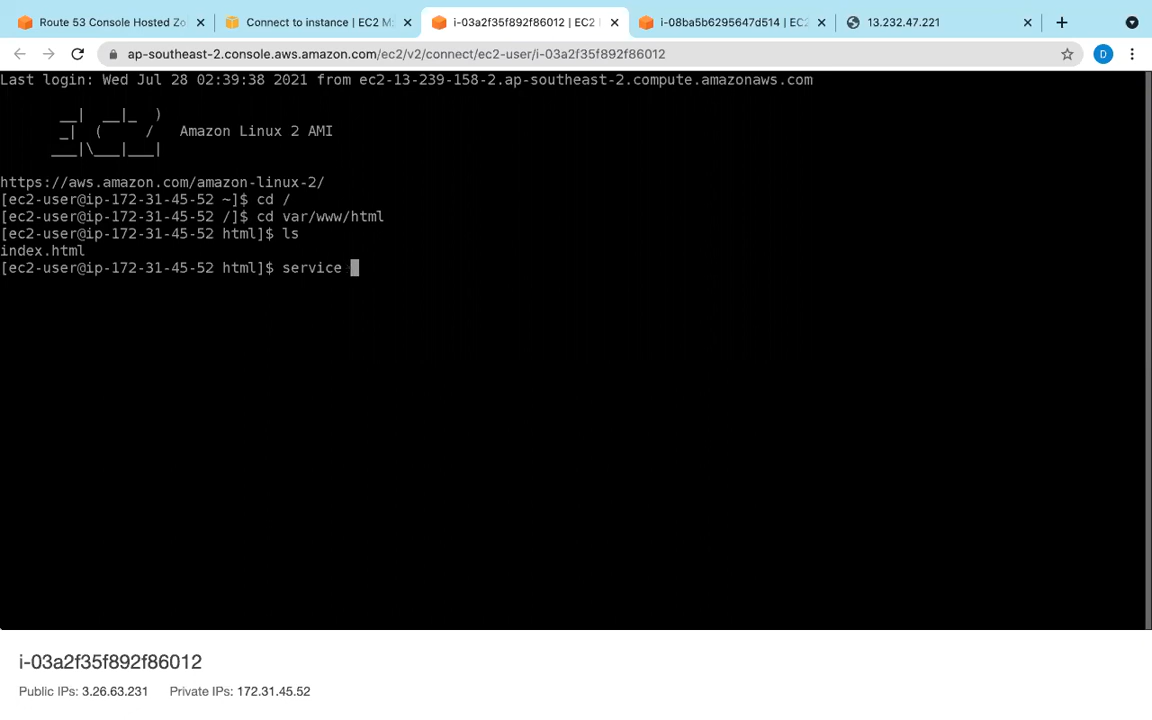 Route 53 Console Hosted Zo
Connect to instance | EC2 M
i-03a2f35f892f86012 | EC2
i-08ba5b6295647d514 | EC2
13.232.47.221
ap-southeast-2.console.aws.amazon.com/ec2/v2/connect/ec2-user/i-03a2f35f892f86012
D
Last login: Wed Jul 28 02:39:38 2021 from ec2-13-239-158-2.ap-southeast-2.compute.amazonaws.com
__|  __|_  )
_|  (     /   Amazon Linux 2 AMI
___|\___|___|
https://aws.amazon.com/amazon-linux-2/
[ec2-user@ip-172-31-45-52 ~]$ cd /
[ec2-user@ip-172-31-45-52 /]$ cd var/www/html
[ec2-user@ip-172-31-45-52 html]$ ls
index.html
[ec2-user@ip-172-31-45-52 html]$ service
i-03a2f35f892f86012
Public IPs: 3.26.63.231 Private IPs: 172.31.45.52